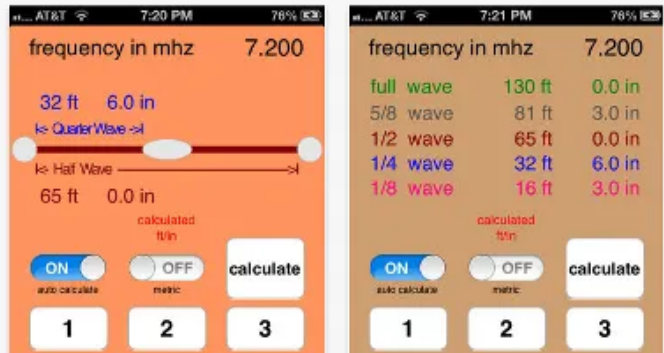 AT&T 7:20 PM 76%
frequency in mhz 7.200
32 ft 6.0 in
|<- Quarter Wave ->|
|<- Half Wave ->|
65 ft 0.0 in
calculated
ft/in
ON OFF calculate
auto calculate metric
1 2 3
AT&T 7:21 PM 76%
frequency in mhz 7.200
full wave 130 ft 0.0 in
5/8 wave 81 ft 3.0 in
1/2 wave 65 ft 0.0 in
1/4 wave 32 ft 6.0 in
1/8 wave 16 ft 3.0 in
calculated
ft/in
ON OFF calculate
auto calculate metric
1 2 3